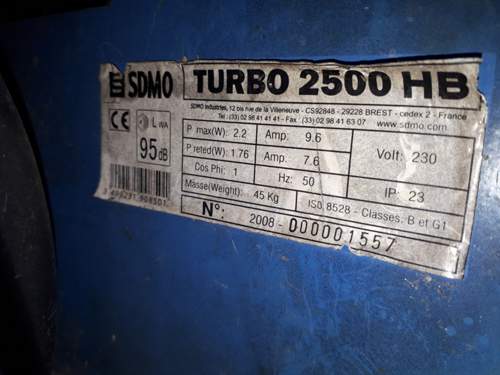 SDMO TURBO 2500 HB
SDMO Industries, 12 bis rue de la Villeneuve - CS92848 - 29228 BREST - cedex 2 - France
Tel.:(33) 02 98 41 41 41 - Fax.:(33) 02 98 41 63 07 www.sdmo.com
CE LWA
95dB
P max(W): 2.2 Amp: 9.6 Volt: 230
P reted(W): 1.76 Amp: 7.6
Cos Phi: 1 Hz: 50 IP: 23
Masse(Weight): 45 Kg ISO 8528 - Classes. B et G1
N°: 2008 - 000001557